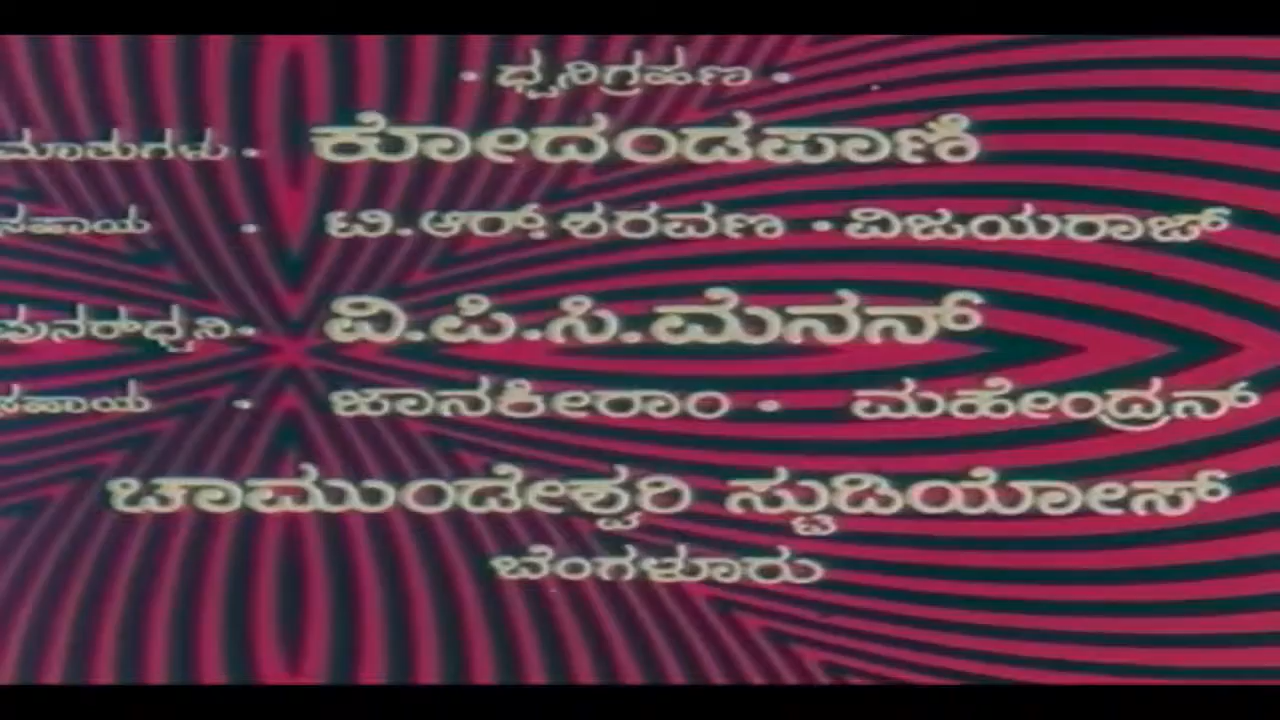 • ಧ್ವನಿಗ್ರಹಣ •
ಮಾತುಗಳು • ಕೋದಂಡಪಾಣಿ
ಸಹಾಯ • ಟಿ. ಆರ್. ಶರವಣ • ವಿಜಯರಾಜ್
ಪುನರಾಧ್ವನಿ • ವಿ.ಪಿ.ಸಿ.ಮೆನನ್
ಸಹಾಯ • ಜಾನಕೀರಾಂ • ಮಹೇಂದ್ರನ್
ಚಾಮುಂಡೇಶ್ವರಿ ಸ್ಟುಡಿಯೋಸ್
ಬೆಂಗಳೂರು